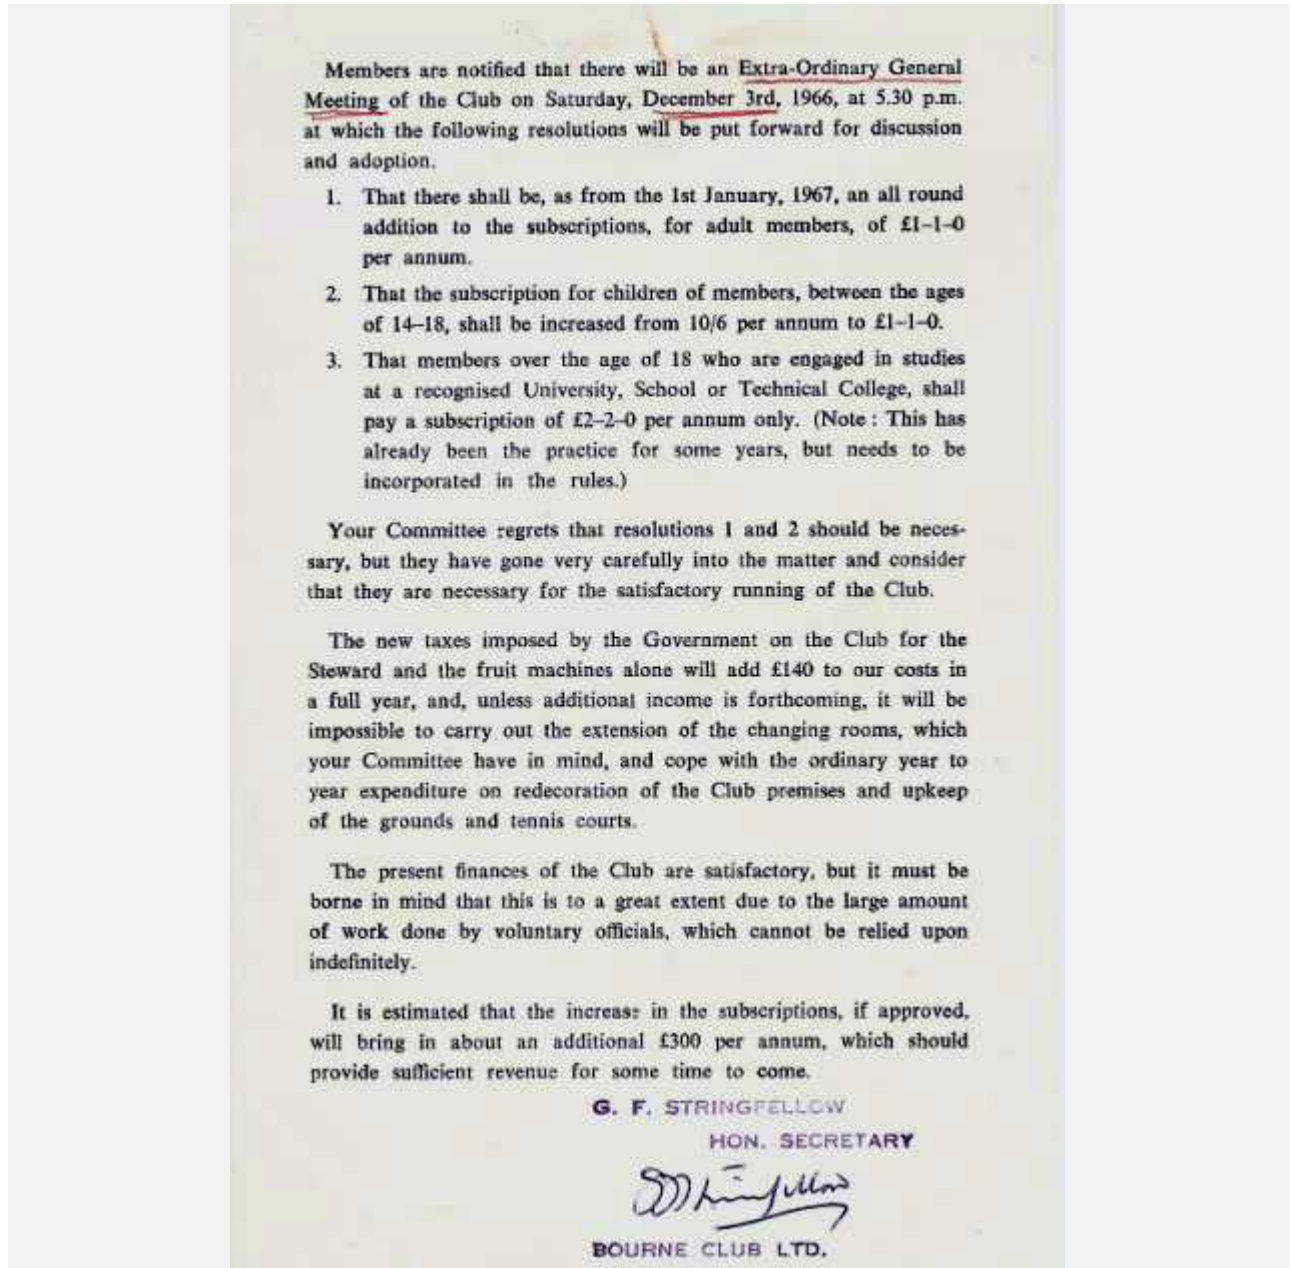 Members are notified that there will be an Extra-Ordinary General
Meeting of the Club on Saturday, December 3rd, 1966, at 5.30 p.m.
at which the following resolutions will be put forward for discussion
and adoption.
1. That there shall be, as from the 1st January, 1967, an all round
addition to the subscriptions, for adult members, of £1–1–0
per annum.
2. That the subscription for children of members, between the ages
of 14–18, shall be increased from 10/6 per annum to £1–1–0.
3. That members over the age of 18 who are engaged in studies
at a recognised University, School or Technical College, shall
pay a subscription of £2–2–0 per annum only. (Note : This has
already been the practice for some years, but needs to be
incorporated in the rules.)
Your Committee regrets that resolutions 1 and 2 should be neces-
sary, but they have gone very carefully into the matter and consider
that they are necessary for the satisfactory running of the Club.
The new taxes imposed by the Government on the Club for the
Steward and the fruit machines alone will add £140 to our costs in
a full year, and, unless additional income is forthcoming, it will be
impossible to carry out the extension of the changing rooms, which
your Committee have in mind, and cope with the ordinary year to
year expenditure on redecoration of the Club premises and upkeep
of the grounds and tennis courts.
The present finances of the Club are satisfactory, but it must be
borne in mind that this is to a great extent due to the large amount
of work done by voluntary officials, which cannot be relied upon
indefinitely.
It is estimated that the increase in the subscriptions, if approved,
will bring in about an additional £300 per annum, which should
provide sufficient revenue for some time to come.
G. F. STRINGFELLOW
HON. SECRETARY
BOURNE CLUB LTD.